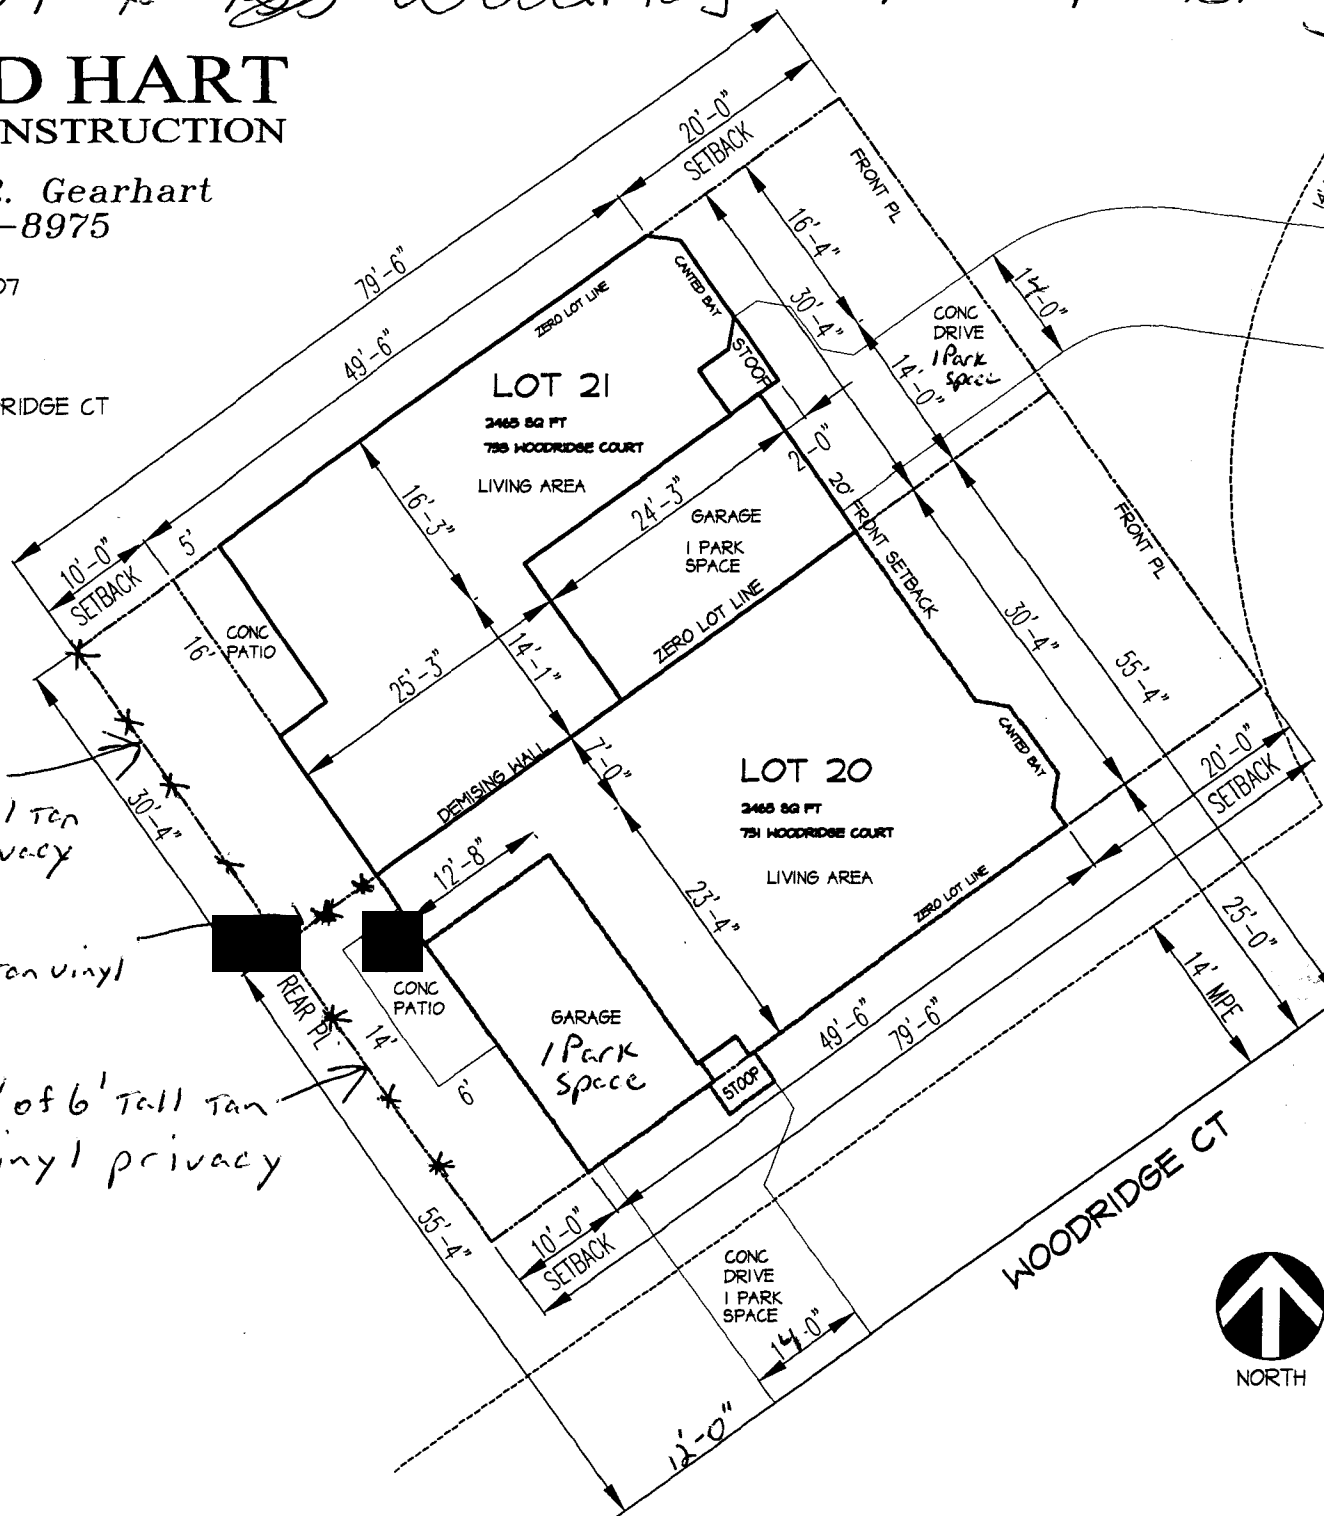 D HART
NSTRUCTION
Gearhart
-8975
RIDGE CT
20'-0"
SETBACK
79'-6"
49'-6"
ZERO LOT LINE
CANTED BAY
STOOP
FRONT PL
16'-4"
30'-4"
14'-0"
CONC
DRIVE
1 Park
Space
14'-0"
LOT 21
2465 SQ FT
WOODRIDGE COURT
LIVING AREA
16'-3"
24'-3"
2'-0"
GARAGE
1 PARK
SPACE
20' FRONT SETBACK
FRONT PL
10'-0"
SETBACK
5'
16'
CONC
PATIO
25'-3"
14'-1"
ZERO LOT LINE
30'-4"
55'-4"
DEMISING WALL
7'-0"
CANTED BAY
20'-0"
SETBACK
30'-4"
l Tan
vacy
12'-8"
LOT 20
2465 SQ FT
751 WOODRIDGE COURT
LIVING AREA
23'-4"
ZERO LOT LINE
25'-0"
14' MPE
Tan vinyl
REAR PL
14'
6'
CONC
PATIO
GARAGE
1 Park
Space
STOOP
49'-6"
79'-6"
' of 6' Tall Tan
inyl privacy
55'-4"
10'-0"
SETBACK
CONC
DRIVE
1 PARK
SPACE
14'-0"
12'-0"
WOODRIDGE CT
NORTH